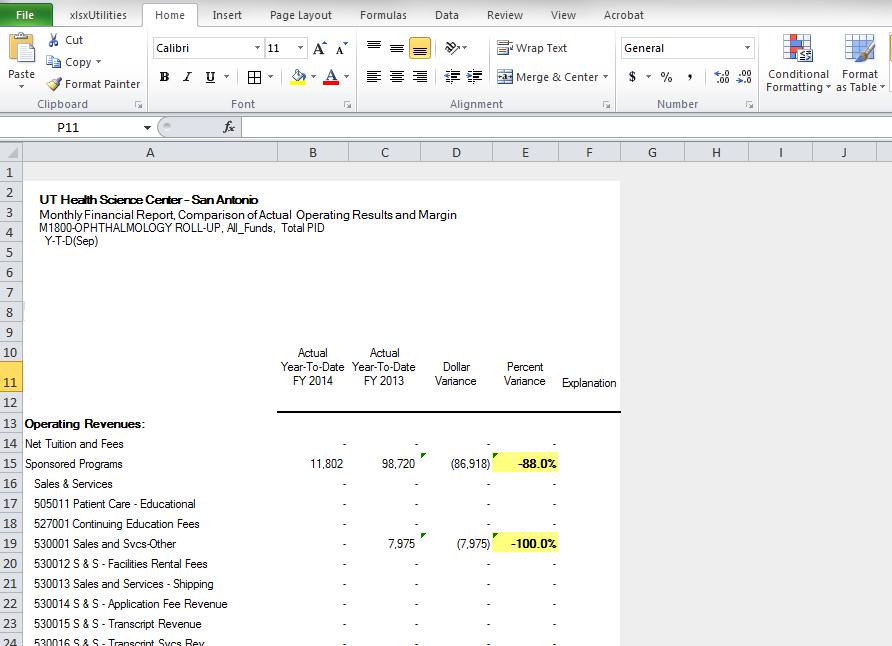 File xlsxUtilities Home Insert Page Layout Formulas Data Review View Acrobat
Paste Cut Calibri 11 A A Wrap Text General Conditional Formatting Format as Table
Copy
Format Painter B I U A Merge & Center $ % , .00 .0 .00
Clipboard Font Alignment Number
P11 fx
A B C D E F G H I J
1
2 UT Health Science Center - San Antonio
3 Monthly Financial Report, Comparison of Actual Operating Results and Margin
4 M1800-OPHTHALMOLOGY ROLL-UP, All_Funds, Total PID
Y-T-D(Sep)
5
6
7
8
9
10 Actual Actual
Year-To-Date Year-To-Date Dollar Percent
11 FY 2014 FY 2013 Variance Variance Explanation
12
13 Operating Revenues:
14 Net Tuition and Fees - - - -
15 Sponsored Programs 11,802 98,720 (86,918) -88.0%
16 Sales & Services - - - -
17 505011 Patient Care - Educational - - - -
18 527001 Continuing Education Fees - - - -
19 530001 Sales and Svcs-Other - 7,975 (7,975) -100.0%
20 530012 S & S - Facilities Rental Fees - - - -
21 530013 Sales and Services - Shipping - - - -
22 530014 S & S - Application Fee Revenue - - - -
23 530015 S & S - Transcript Revenue - - - -
24 530016 S & S - Transcript Svcs Rev - - - -